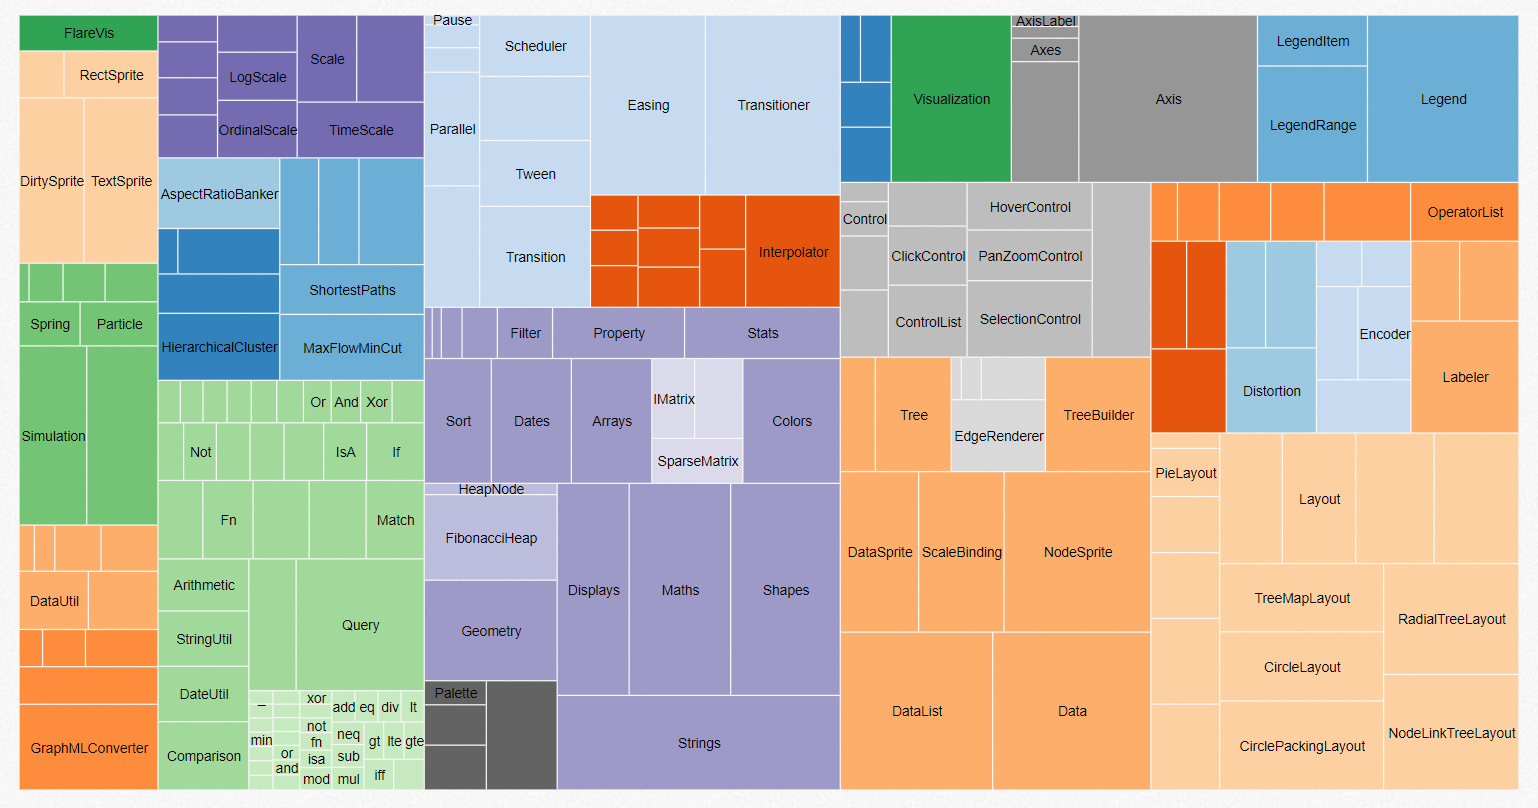 FlareVis
RectSprite
DirtySprite
TextSprite
Spring
Particle
Simulation
DataUtil
GraphMLConverter
Scale
LogScale
OrdinalScale
TimeScale
AspectRatioBanker
ShortestPaths
HierarchicalCluster
MaxFlowMinCut
Or
And
Xor
Not
IsA
If
Fn
Match
Arithmetic
StringUtil
Query
DateUtil
Comparison
_
xor
add
eq
div
lt
not
min
fn
neq
gt
lte
gte
or
isa
sub
and
mod
mul
iff
Pause
Scheduler
Parallel
Tween
Transition
Easing
Transitioner
Interpolator
Filter
Property
Stats
Sort
Dates
Arrays
IMatrix
SparseMatrix
Colors
HeapNode
FibonacciHeap
Geometry
Displays
Maths
Shapes
Palette
Strings
Visualization
AxisLabel
Axes
Axis
LegendItem
LegendRange
Legend
Control
HoverControl
ClickControl
PanZoomControl
ControlList
SelectionControl
OperatorList
Encoder
Distortion
Labeler
Tree
EdgeRenderer
TreeBuilder
DataSprite
ScaleBinding
NodeSprite
DataList
Data
PieLayout
Layout
TreeMapLayout
RadialTreeLayout
CircleLayout
CirclePackingLayout
NodeLinkTreeLayout